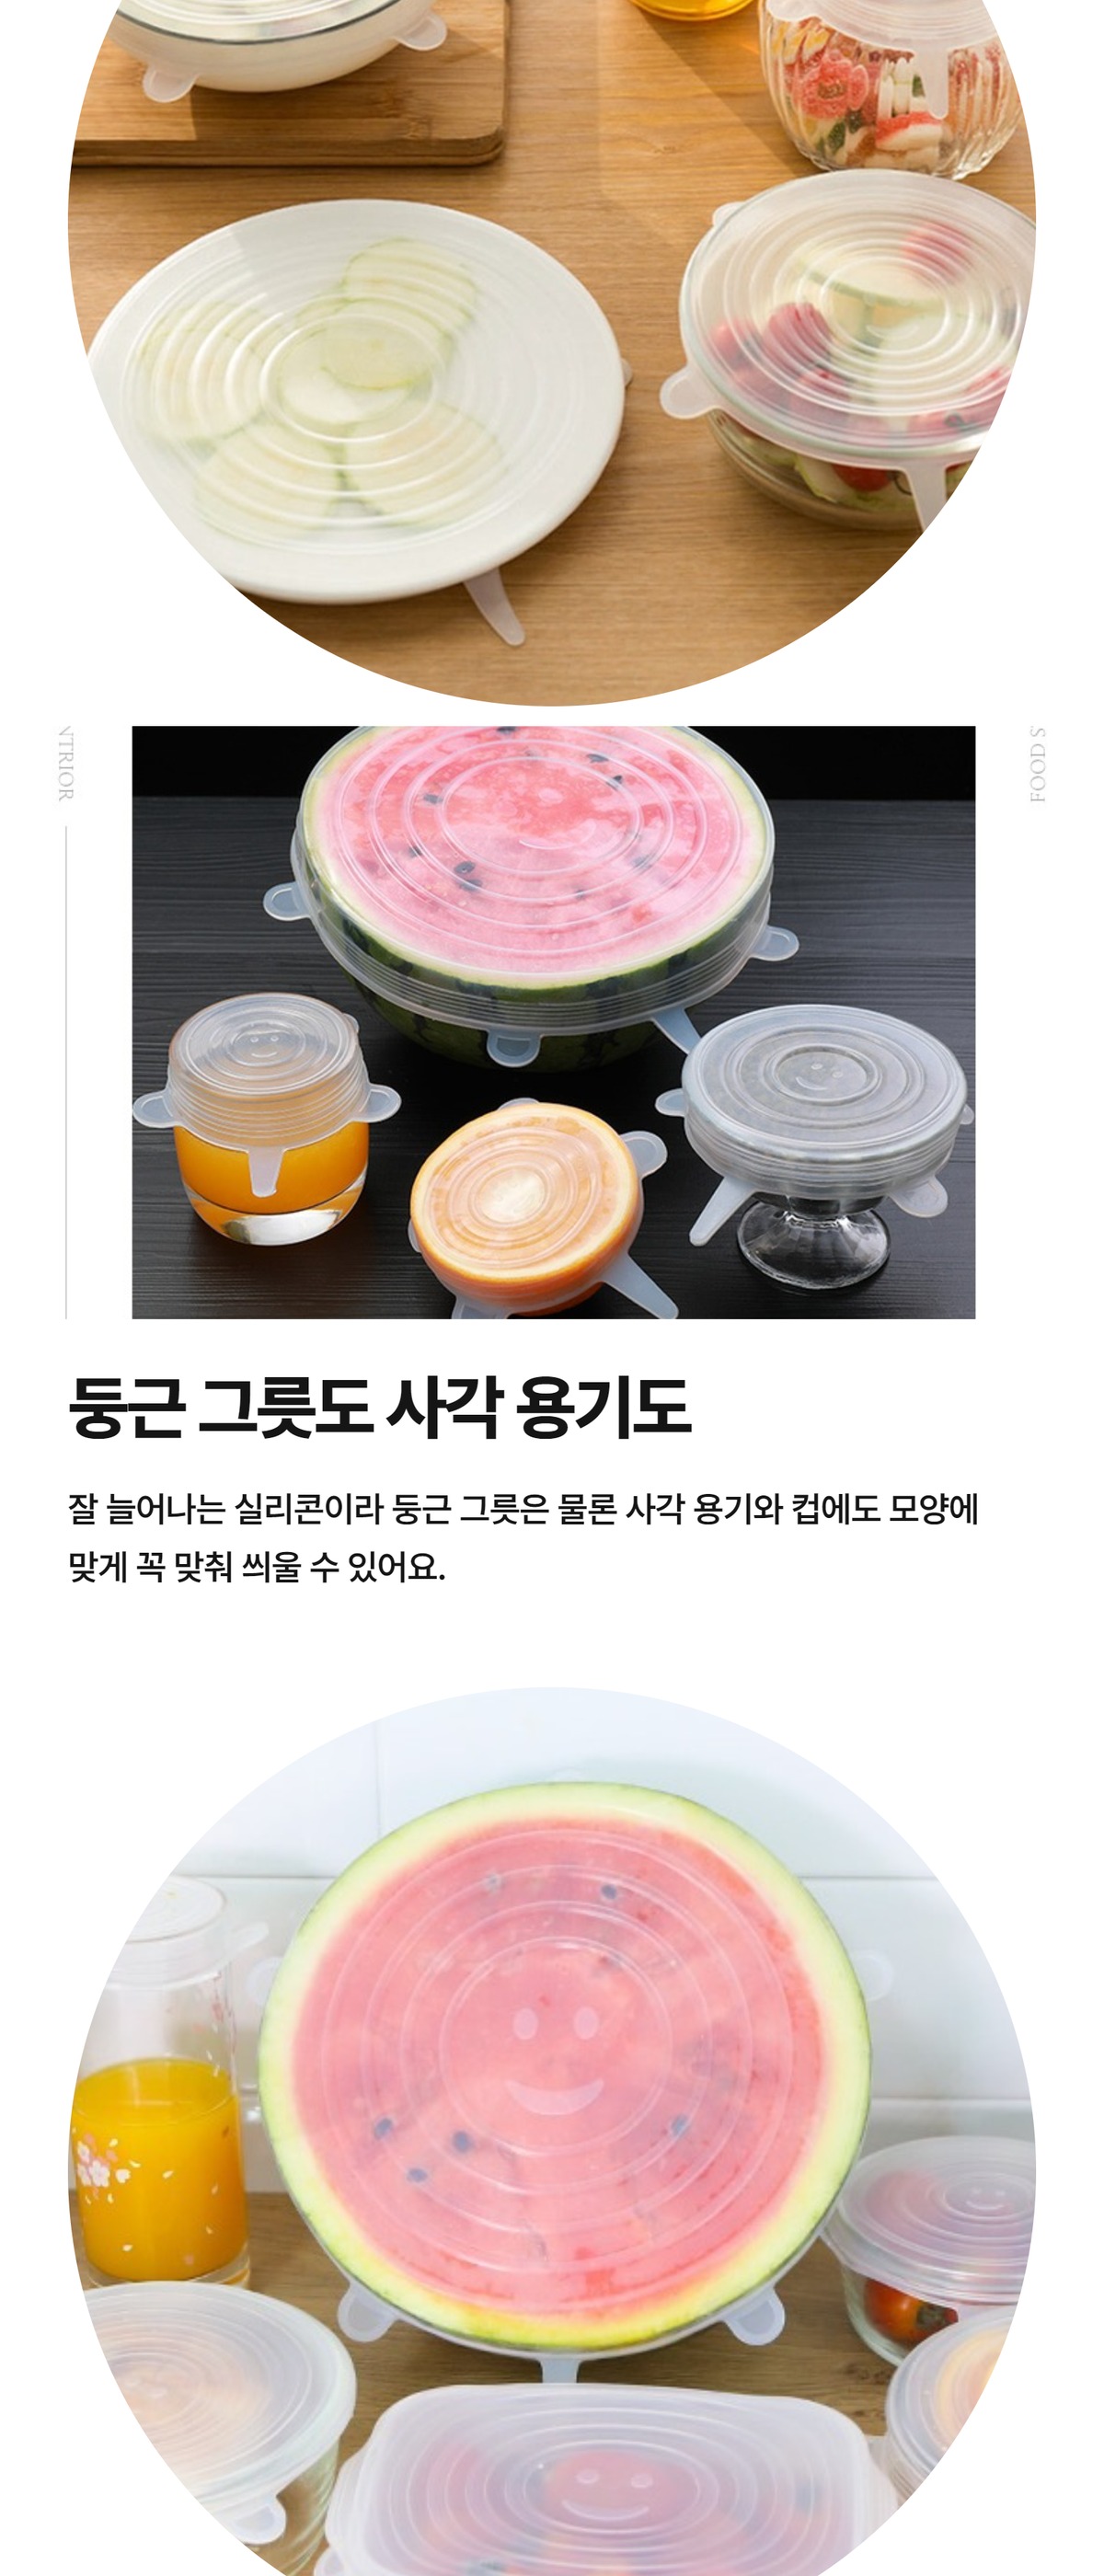 NTRIOR
FOODS
둥근 그릇도 사각 용기도
잘 늘어나는 실리콘이라 둥근 그릇은 물론 사각 용기와 컵에도 모양에
맞게 꼭 맞춰 씌울 수 있어요.